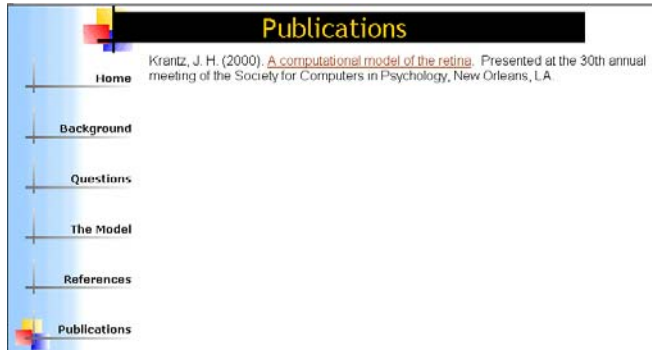 Publications
Krantz, J. H. (2000). A computational model of the retina. Presented at the 30th annual
meeting of the Society for Computers in Psychology, New Orleans, LA.
Home
Background
Questions
The Model
References
Publications